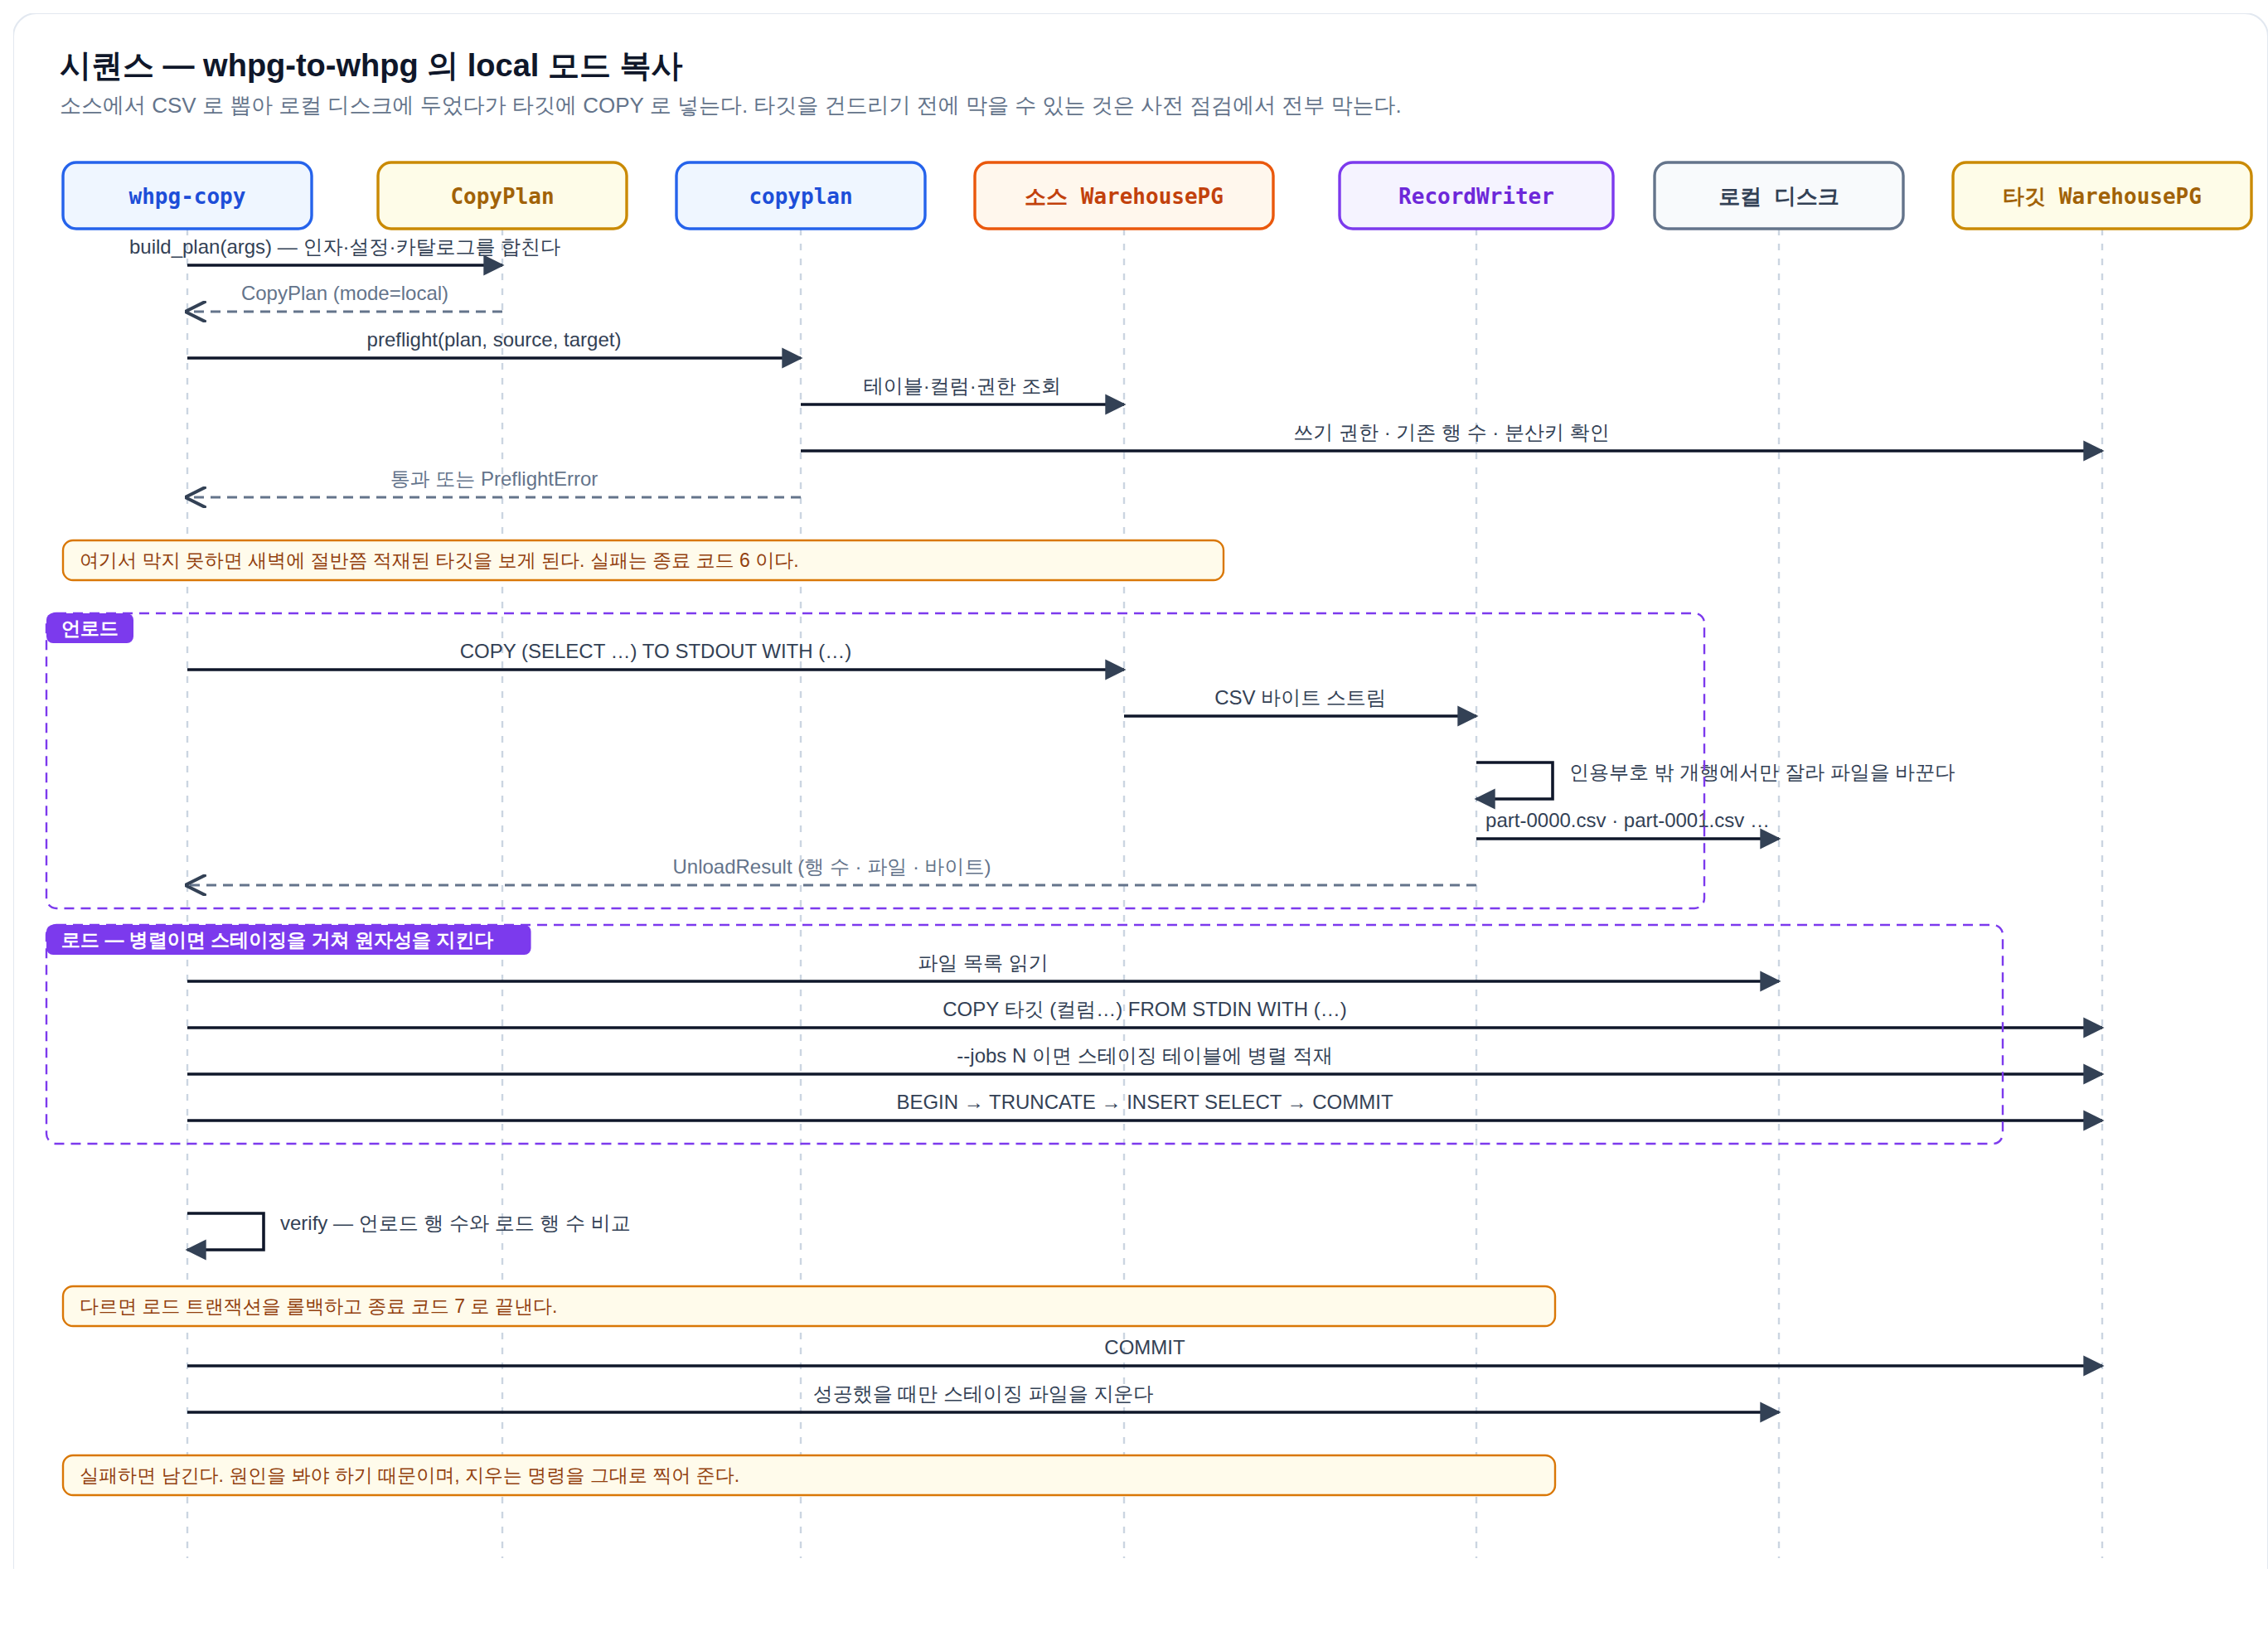 시퀀스 — whpg-to-whpg 의 local 모드 복사
소스에서 CSV 로 뽑아 로컬 디스크에 두었다가 타깃에 COPY 로 넣는다. 타깃을 건드리기 전에 막을 수 있는 것은 사전 점검에서 전부 막는다.
whpg-copy
CopyPlan
copyplan
소스 WarehousePG
RecordWriter
로컬 디스크
타깃 WarehousePG
build_plan(args) — 인자·설정·카탈로그를 합친다
CopyPlan (mode=local)
preflight(plan, source, target)
테이블·컬럼·권한 조회
쓰기 권한 · 기존 행 수 · 분산키 확인
통과 또는 PreflightError
여기서 막지 못하면 새벽에 절반쯤 적재된 타깃을 보게 된다. 실패는 종료 코드 6 이다.
언로드
COPY (SELECT …) TO STDOUT WITH (…)
CSV 바이트 스트림
인용부호 밖 개행에서만 잘라 파일을 바꾼다
part-0000.csv · part-0001.csv …
UnloadResult (행 수 · 파일 · 바이트)
로드 — 병렬이면 스테이징을 거쳐 원자성을 지킨다
파일 목록 읽기
COPY 타깃 (컬럼…) FROM STDIN WITH (…)
--jobs N 이면 스테이징 테이블에 병렬 적재
BEGIN → TRUNCATE → INSERT SELECT → COMMIT
verify — 언로드 행 수와 로드 행 수 비교
다르면 로드 트랜잭션을 롤백하고 종료 코드 7 로 끝낸다.
COMMIT
성공했을 때만 스테이징 파일을 지운다
실패하면 남긴다. 원인을 봐야 하기 때문이며, 지우는 명령을 그대로 찍어 준다.